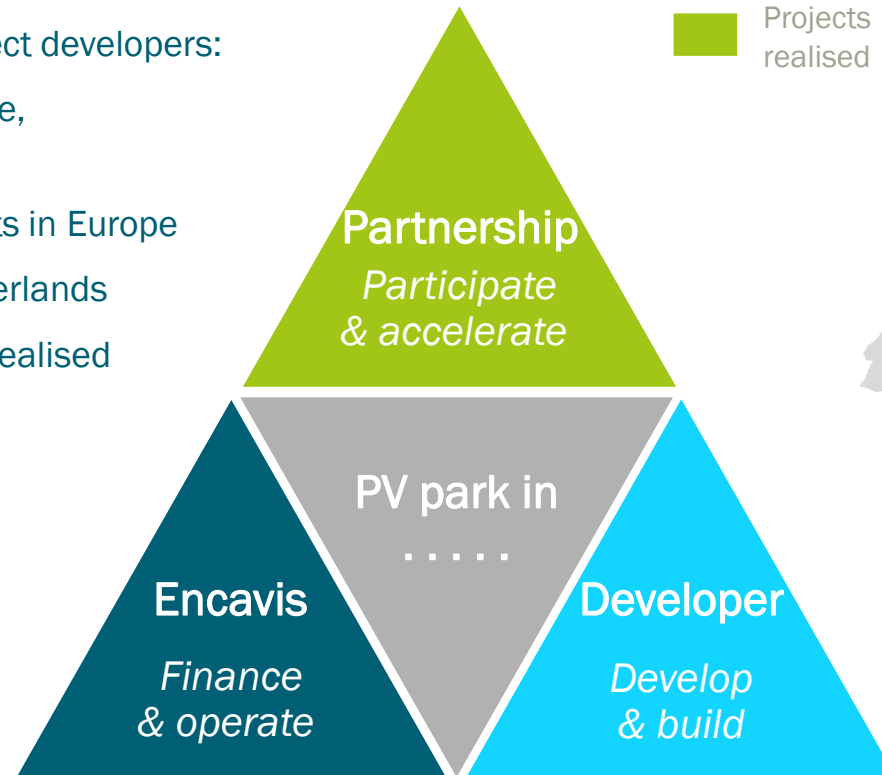 ect developers:
e,
ts in Europe
erlands
ealised
Projects
realised
Partnership
Participate
& accelerate
PV park in
. . . . .
Encavis
Finance
& operate
Developer
Develop
& build